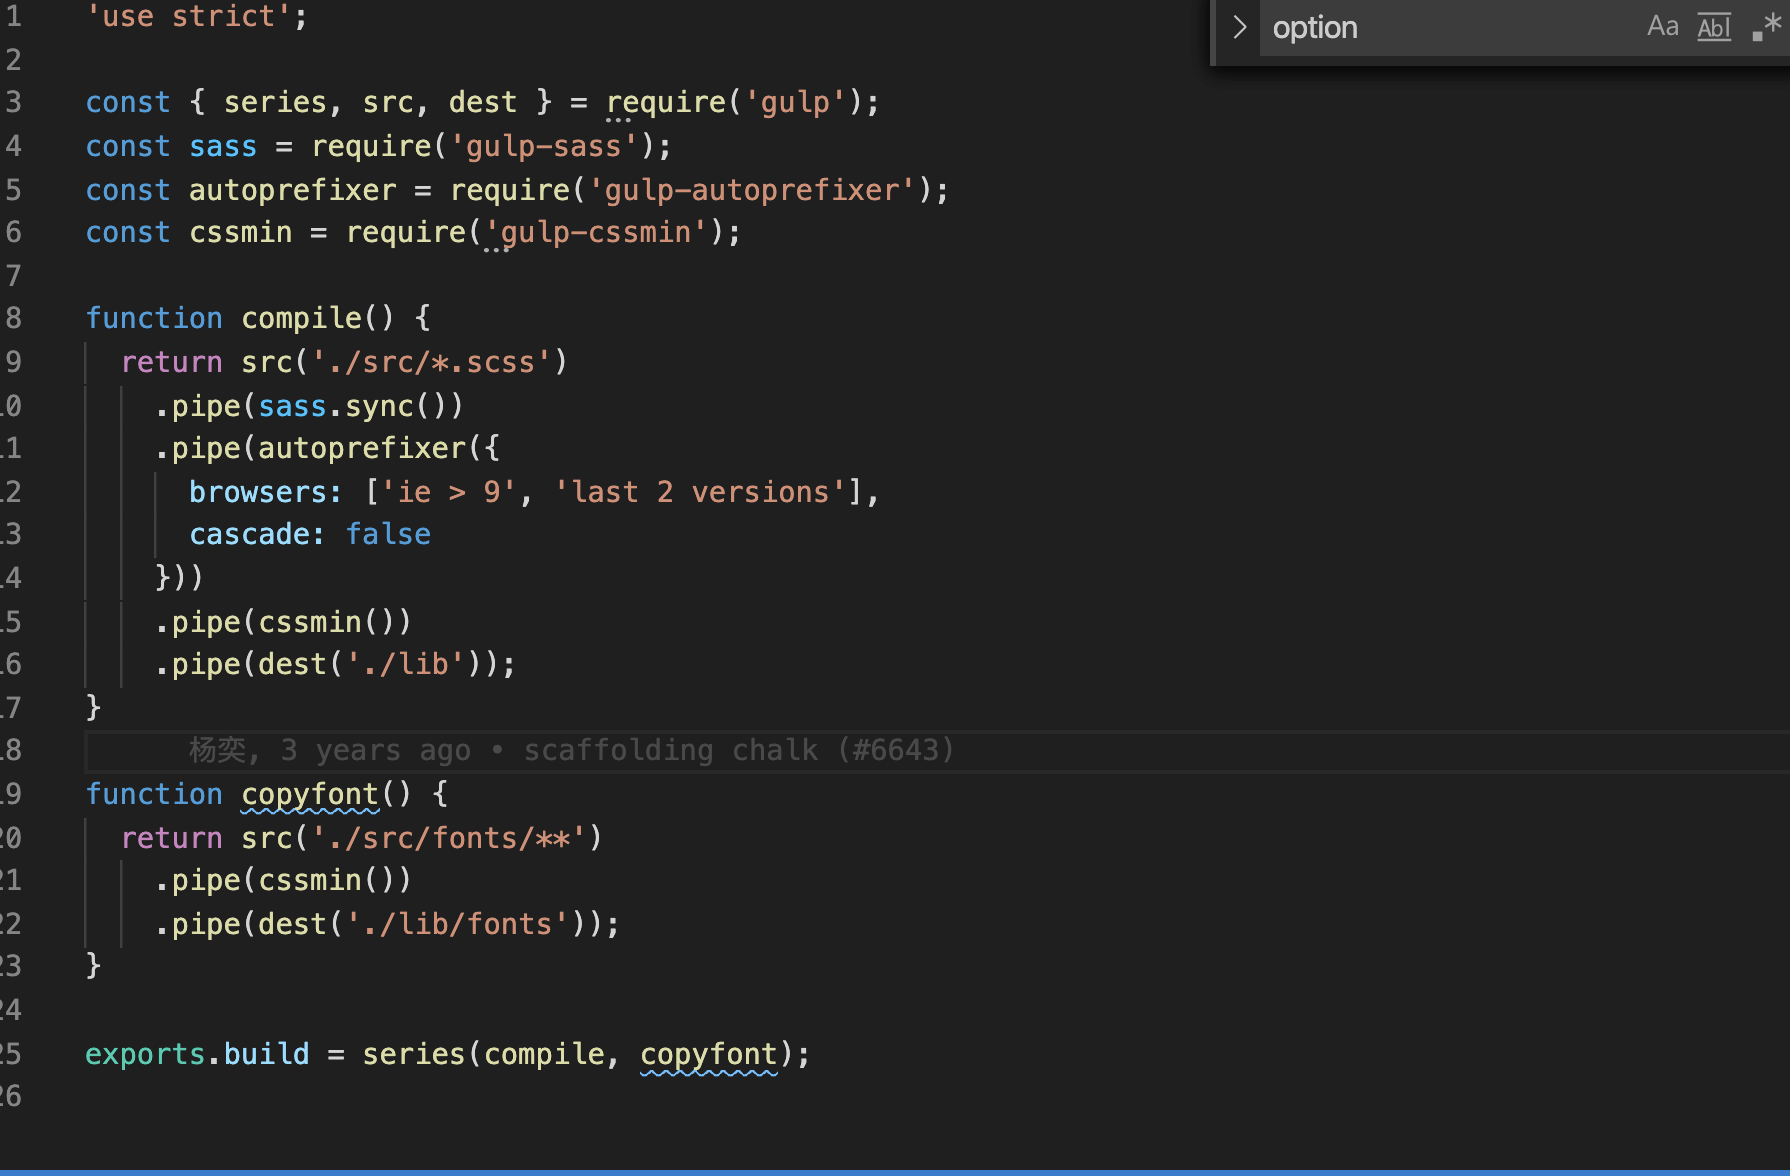 option Aa Abl .*
1 'use strict';
2
3 const { series, src, dest } = require('gulp');
4 const sass = require('gulp-sass');
5 const autoprefixer = require('gulp-autoprefixer');
6 const cssmin = require('gulp-cssmin');
7
8 function compile() {
9 return src('./src/*.scss')
10 .pipe(sass.sync())
11 .pipe(autoprefixer({
12 browsers: ['ie > 9', 'last 2 versions'],
13 cascade: false
14 }))
15 .pipe(cssmin())
16 .pipe(dest('./lib'));
17 }
18 杨奕, 3 years ago • scaffolding chalk (#6643)
19 function copyfont() {
20 return src('./src/fonts/**')
21 .pipe(cssmin())
22 .pipe(dest('./lib/fonts'));
23 }
24
25 exports.build = series(compile, copyfont);
26